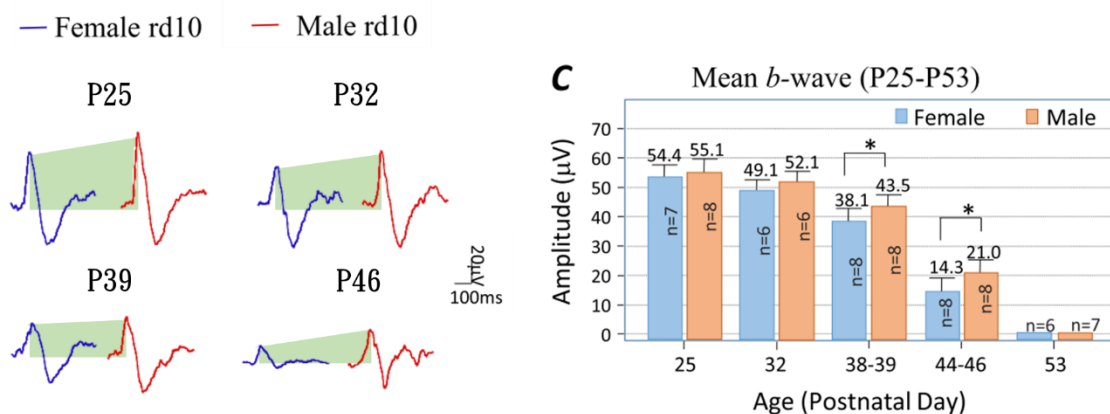 Female rd10
Male rd10
P25
P32
P39
P46
20μV
100ms
C
Mean b-wave (P25-P53)
Female
Male
Amplitude (μV)
70
60
50
40
30
20
10
0
54.4
55.1
49.1
52.1
38.1
43.5
14.3
21.0
*
*
n=7
n=8
n=6
n=6
n=8
n=8
n=8
n=8
n=6
n=7
25
32
38-39
44-46
53
Age (Postnatal Day)